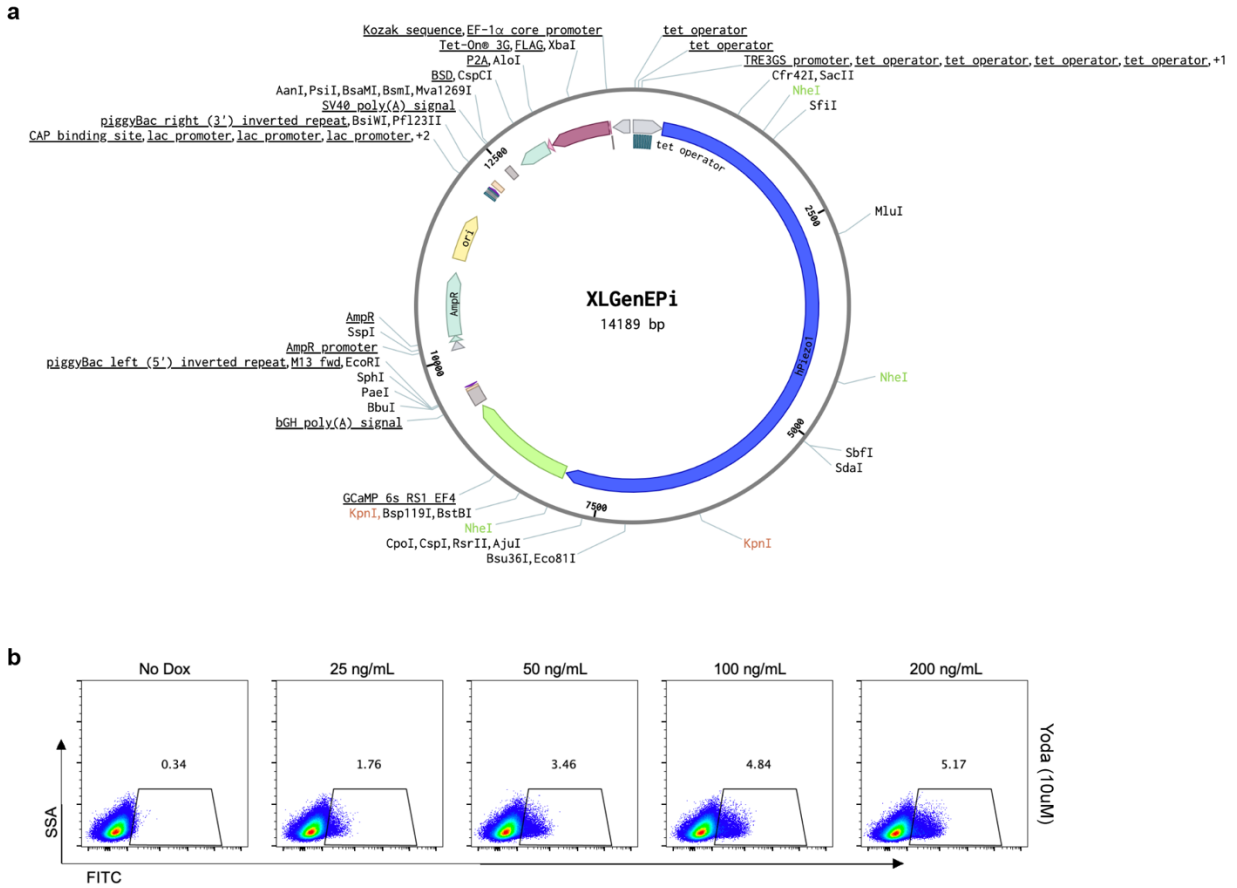 a
Kozak sequence,EF-1α core promoter
Tet-On® 3G,FLAG,XbaI
P2A,AloI
BSD,CspCI
AanI,PsiI,BsaMI,BsmI,Mva1269I
SV40 poly(A) signal
piggyBac right (3') inverted repeat,BsiWI,Pfl23II
CAP binding site,lac promoter,lac promoter,lac promoter,+2
tet operator
tet operator
TRE3GS promoter,tet operator,tet operator,tet operator,tet operator,+1
Cfr42I,SacII
NheI
SfiI
12500
tet operator
2500
MluI
ori
XLGenEPi
14189 bp
AmpR
hPiezo1
AmpR
SspI
AmpR promoter
piggyBac left (5') inverted repeat,M13 fwd,EcoRI
SphI
PaeI
BbuI
bGH poly(A) signal
10000
NheI
5000
SbfI
SdaI
GCaMP 6s RS1 EF4
KpnI,Bsp119I,BstBI
NheI
CpoI,CspI,RsrII,AjuI
Bsu36I,Eco81I
7500
KpnI
b
No Dox
25 ng/mL
50 ng/mL
100 ng/mL
200 ng/mL
0.34
1.76
3.46
4.84
5.17
SSA
FITC
Yoda (10uM)